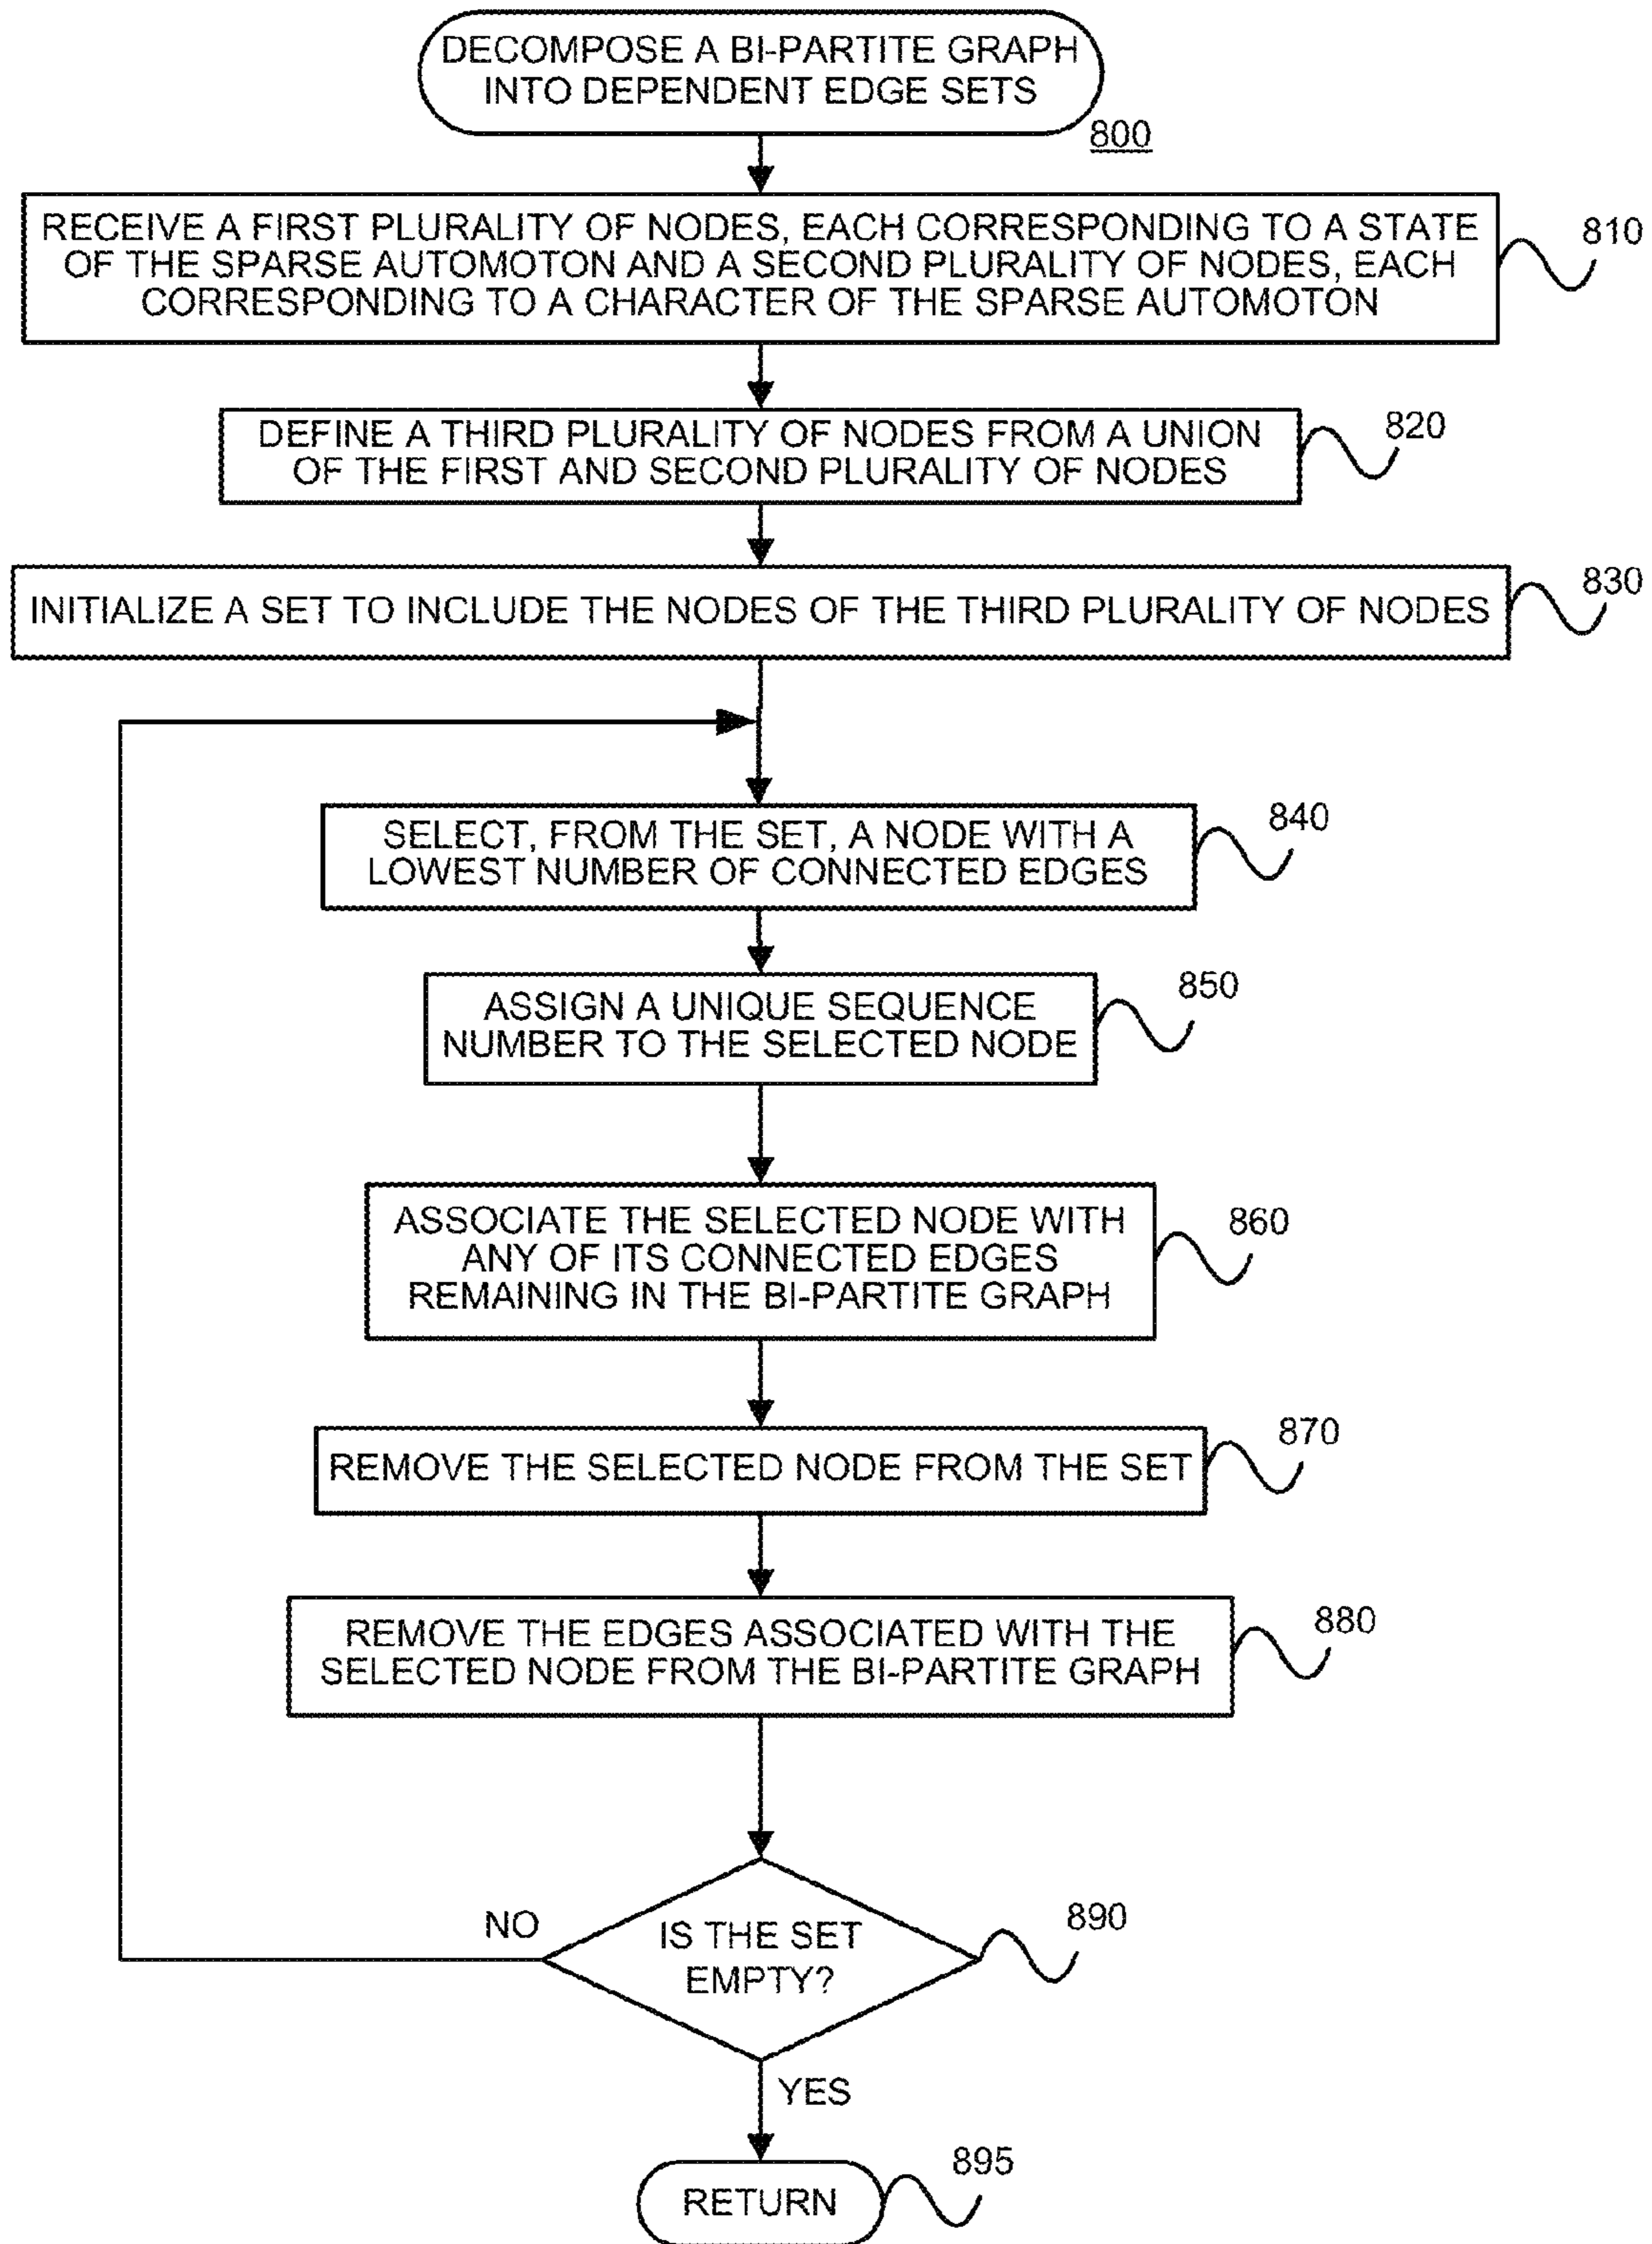 DECOMPOSE A BI-PARTITE GRAPH
INTO DEPENDENT EDGE SETS
800
RECEIVE A FIRST PLURALITY OF NODES, EACH CORRESPONDING TO A STATE
OF THE SPARSE AUTOMOTON AND A SECOND PLURALITY OF NODES, EACH
CORRESPONDING TO A CHARACTER OF THE SPARSE AUTOMOTON
810
DEFINE A THIRD PLURALITY OF NODES FROM A UNION
OF THE FIRST AND SECOND PLURALITY OF NODES
820
INITIALIZE A SET TO INCLUDE THE NODES OF THE THIRD PLURALITY OF NODES
830
SELECT, FROM THE SET, A NODE WITH A
LOWEST NUMBER OF CONNECTED EDGES
840
ASSIGN A UNIQUE SEQUENCE
NUMBER TO THE SELECTED NODE
850
ASSOCIATE THE SELECTED NODE WITH
ANY OF ITS CONNECTED EDGES
REMAINING IN THE BI-PARTITE GRAPH
860
REMOVE THE SELECTED NODE FROM THE SET
870
REMOVE THE EDGES ASSOCIATED WITH THE
SELECTED NODE FROM THE BI-PARTITE GRAPH
880
NO
IS THE SET
EMPTY?
890
YES
RETURN
895